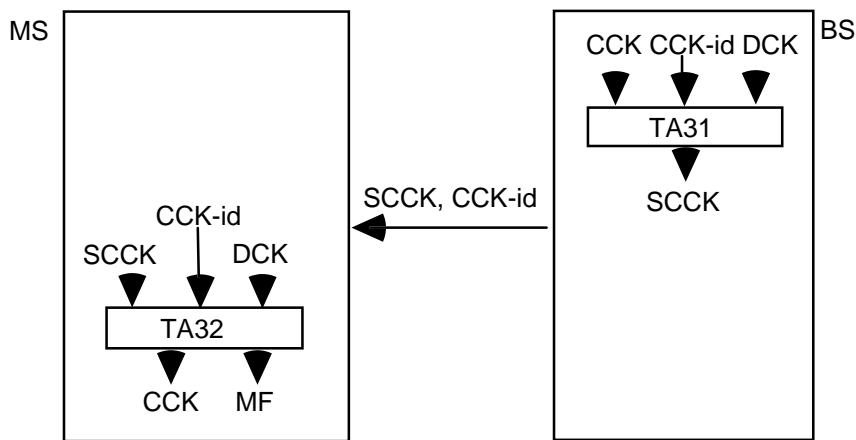 MS
BS
CCK CCK-id DCK
TA31
SCCK
SCCK, CCK-id
CCK-id
SCCK DCK
TA32
CCK MF